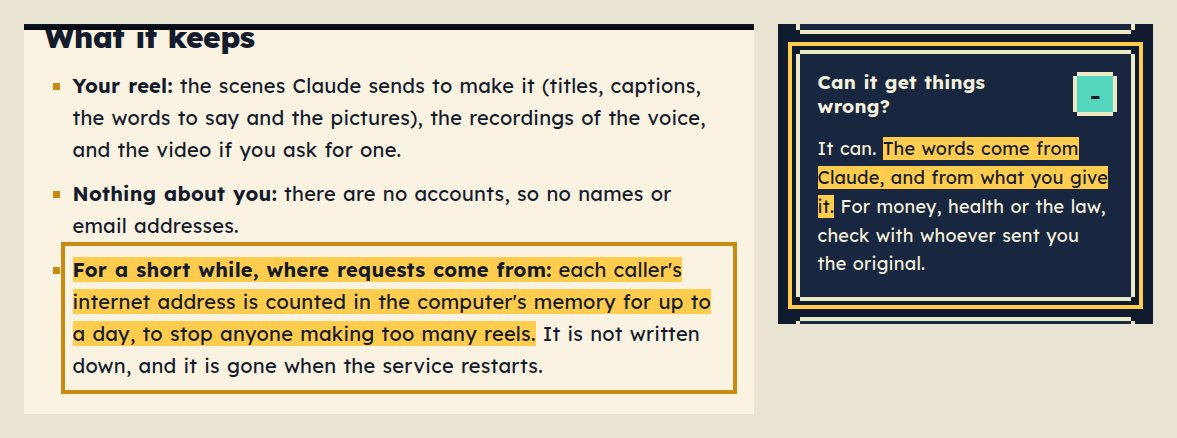 What it keeps
Your reel: the scenes Claude sends to make it (titles, captions,
the words to say and the pictures), the recordings of the voice,
and the video if you ask for one.
Nothing about you: there are no accounts, so no names or
email addresses.
For a short while, where requests come from: each caller's
internet address is counted in the computer's memory for up to
a day, to stop anyone making too many reels. It is not written
down, and it is gone when the service restarts.
Can it get things
wrong?
-
It can. The words come from
Claude, and from what you give
it. For money, health or the law,
check with whoever sent you
the original.